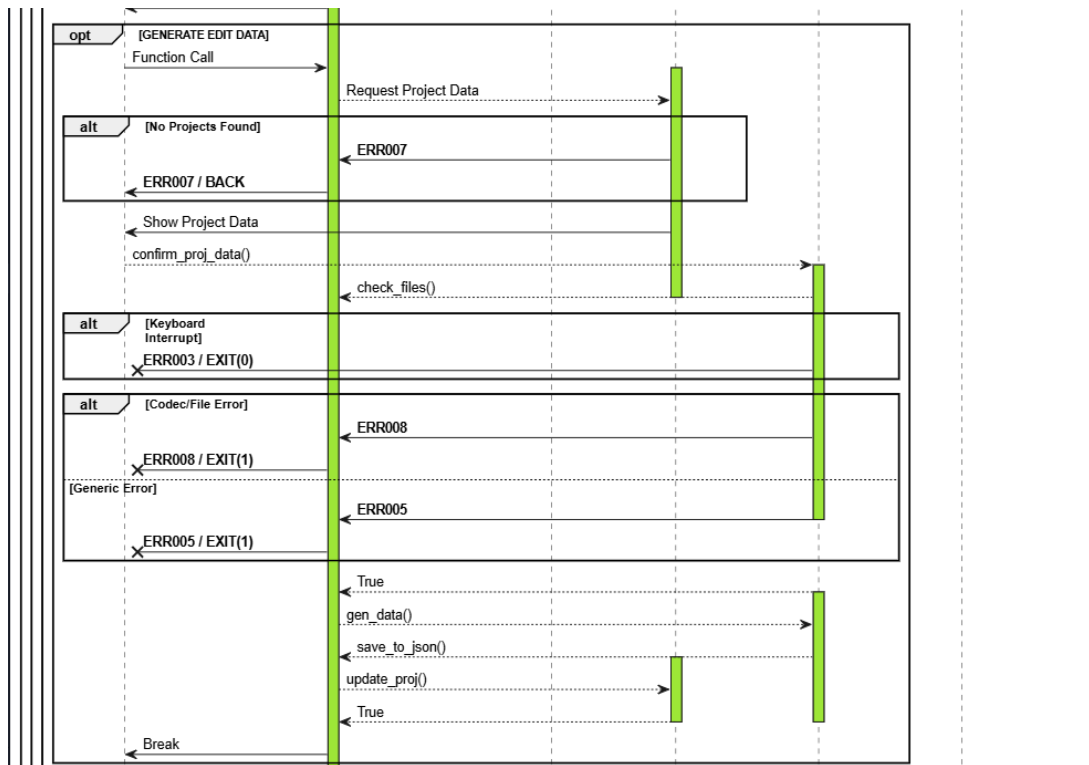 opt
[GENERATE EDIT DATA]
Function Call
Request Project Data
alt
[No Projects Found]
ERR007
ERR007 / BACK
Show Project Data
confirm_proj_data()
check_files()
alt
[Keyboard
Interrupt]
ERR003 / EXIT(0)
alt
[Codec/File Error]
ERR008
ERR008 / EXIT(1)
[Generic Error]
ERR005
ERR005 / EXIT(1)
True
gen_data()
save_to_json()
update_proj()
True
Break